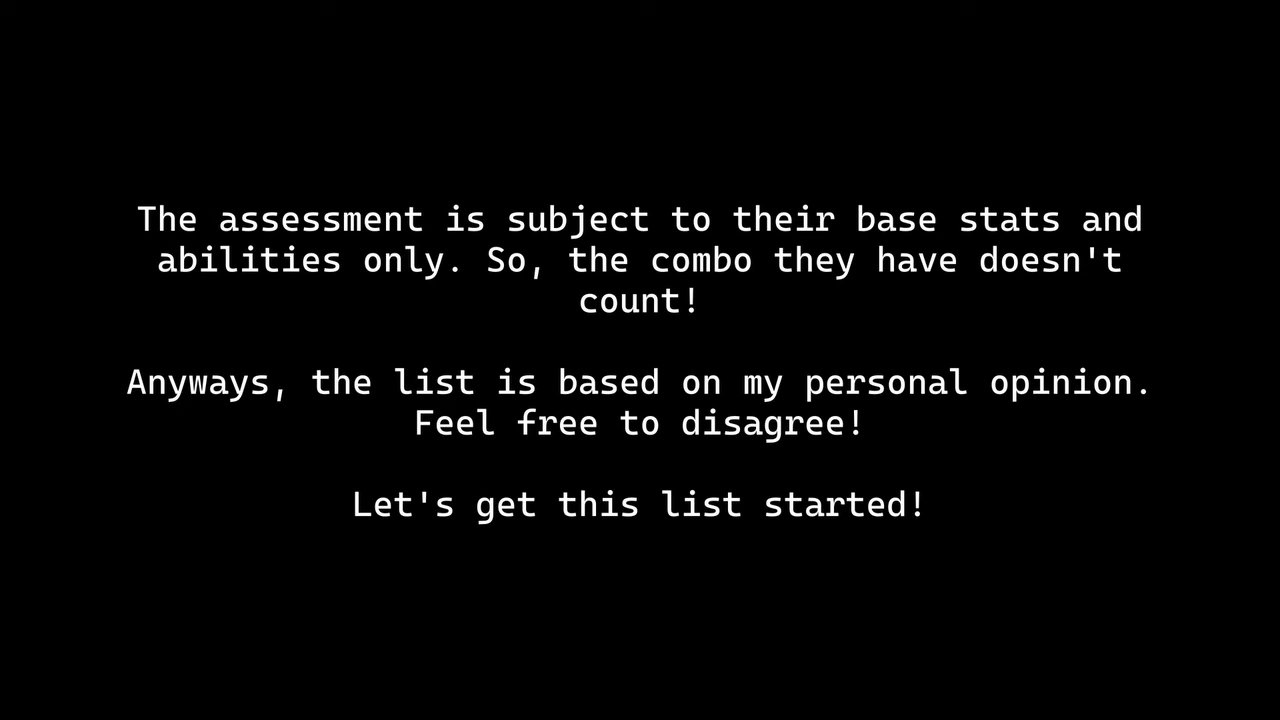 The assessment is subject to their base stats and
abilities only. So, the combo they have doesn't
count!
Anyways, the list is based on my personal opinion.
Feel free to disagree!
Let's get this list started!